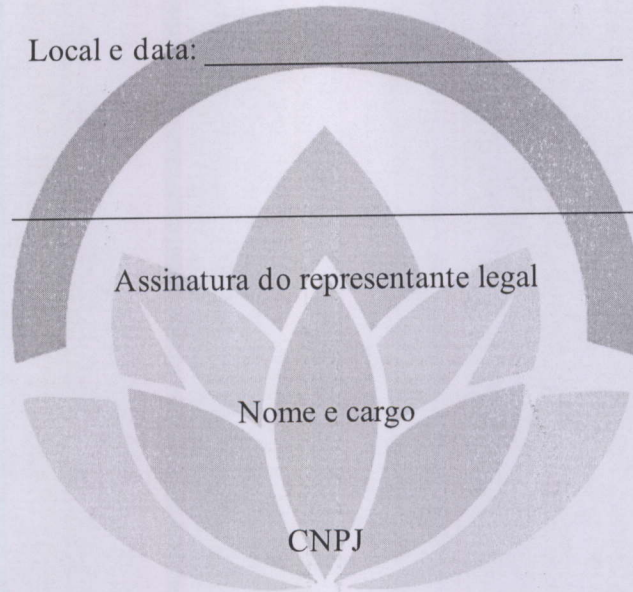 Local e data:
Assinatura do representante legal
Nome e cargo
CNPJ